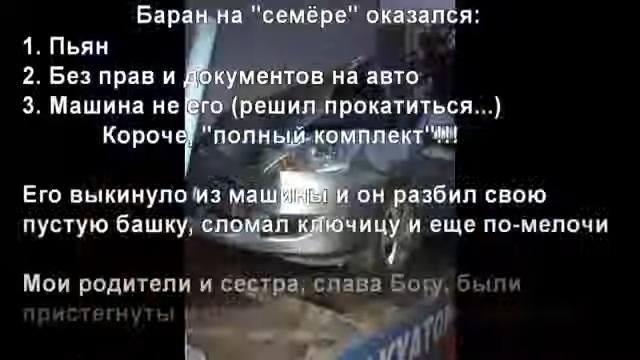 Баран на "семёре" оказался:
1. Пьян
2. Без прав и документов на авто
3. Машина не его (решил прокатиться...)
Короче, "полный комплект"!!!
Его выкинуло из машины и он разбил свою
пустую башку, сломал ключицу и еще по-мелочи
Мои родители и сестра, слава Богу, были
пристегнуты и
КУАТОР